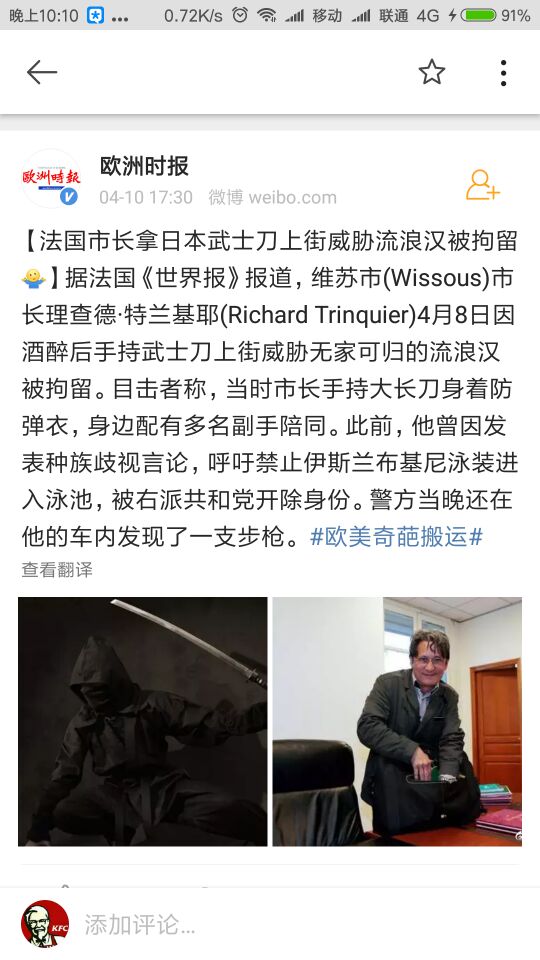 晚上10:10 0.72K/s 移动 联通 4G 91%
欧洲时报
歐洲時報
04-10 17:30 微博 weibo.com
【法国市长拿日本武士刀上街威胁流浪汉被拘留
】据法国《世界报》报道，维苏市(Wissous)市
长理查德·特兰基耶(Richard Trinquier)4月8日因
酒醉后手持武士刀上街威胁无家可归的流浪汉
被拘留。目击者称，当时市长手持大长刀身着防
弹衣，身边配有多名副手陪同。此前，他曾因发
表种族歧视言论，呼吁禁止伊斯兰布基尼泳装进
入泳池，被右派共和党开除身份。警方当晚还在
他的车内发现了一支步枪。#欧美奇葩搬运#
查看翻译
KFC
添加评论...